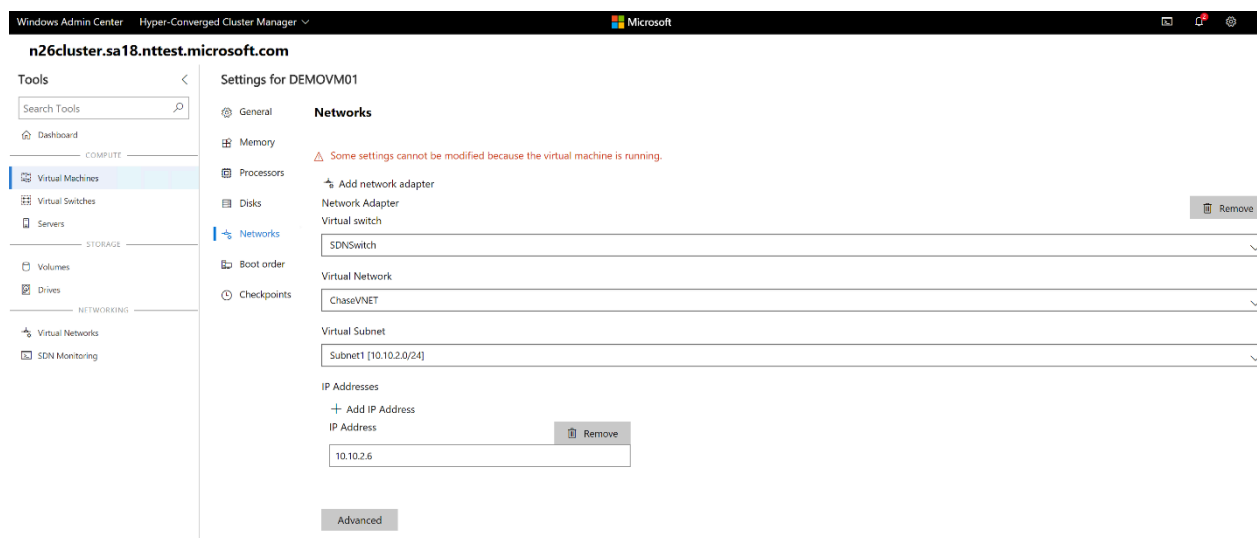 Windows Admin Center Hyper-Converged Cluster Manager Microsoft
2
n26cluster.sa18.nttest.microsoft.com
Tools
Search Tools
Dashboard
COMPUTE
Virtual Machines
Virtual Switches
Servers
STORAGE
Volumes
Drives
NETWORKING
Virtual Networks
SDN Monitoring
Settings for DEMOVM01
General
Memory
Processors
Disks
Networks
Boot order
Checkpoints
Networks
Some settings cannot be modified because the virtual machine is running.
Add network adapter
Network Adapter
Remove
Virtual switch
SDNSwitch
Virtual Network
ChaseVNET
Virtual Subnet
Subnet1 [10.10.2.0/24]
IP Addresses
Add IP Address
IP Address
Remove
10.10.2.6
Advanced